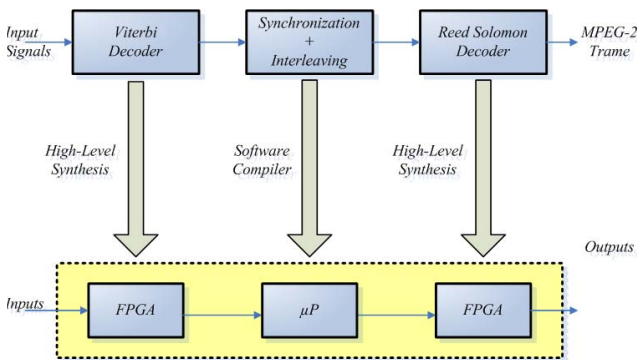 Input
Signals
Viterbi
Decoder
Synchronization
+
Interleaving
Reed Solomon
Decoder
MPEG-2
Trame
High-Level
Synthesis
Software
Compiler
High-Level
Synthesis
Outputs
Inputs
FPGA
μP
FPGA